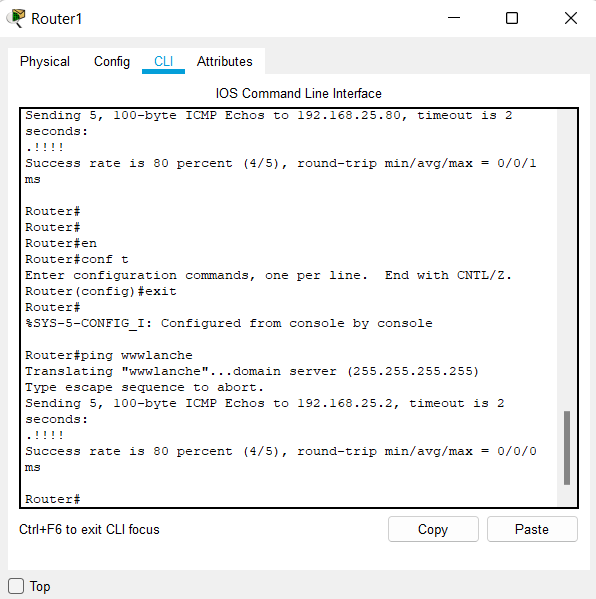 Router1
Physical Config CLI Attributes
IOS Command Line Interface
Sending 5, 100-byte ICMP Echos to 192.168.25.80, timeout is 2
seconds:
.!!!!
Success rate is 80 percent (4/5), round-trip min/avg/max = 0/0/1
ms
Router#
Router#
Router#en
Router#conf t
Enter configuration commands, one per line.  End with CNTL/Z.
Router(config)#exit
Router#
%SYS-5-CONFIG_I: Configured from console by console
Router#ping wwwlanche
Translating "wwwlanche"...domain server (255.255.255.255)
Type escape sequence to abort.
Sending 5, 100-byte ICMP Echos to 192.168.25.2, timeout is 2
seconds:
.!!!!
Success rate is 80 percent (4/5), round-trip min/avg/max = 0/0/0
ms
Router#
Ctrl+F6 to exit CLI focus Copy Paste
Top